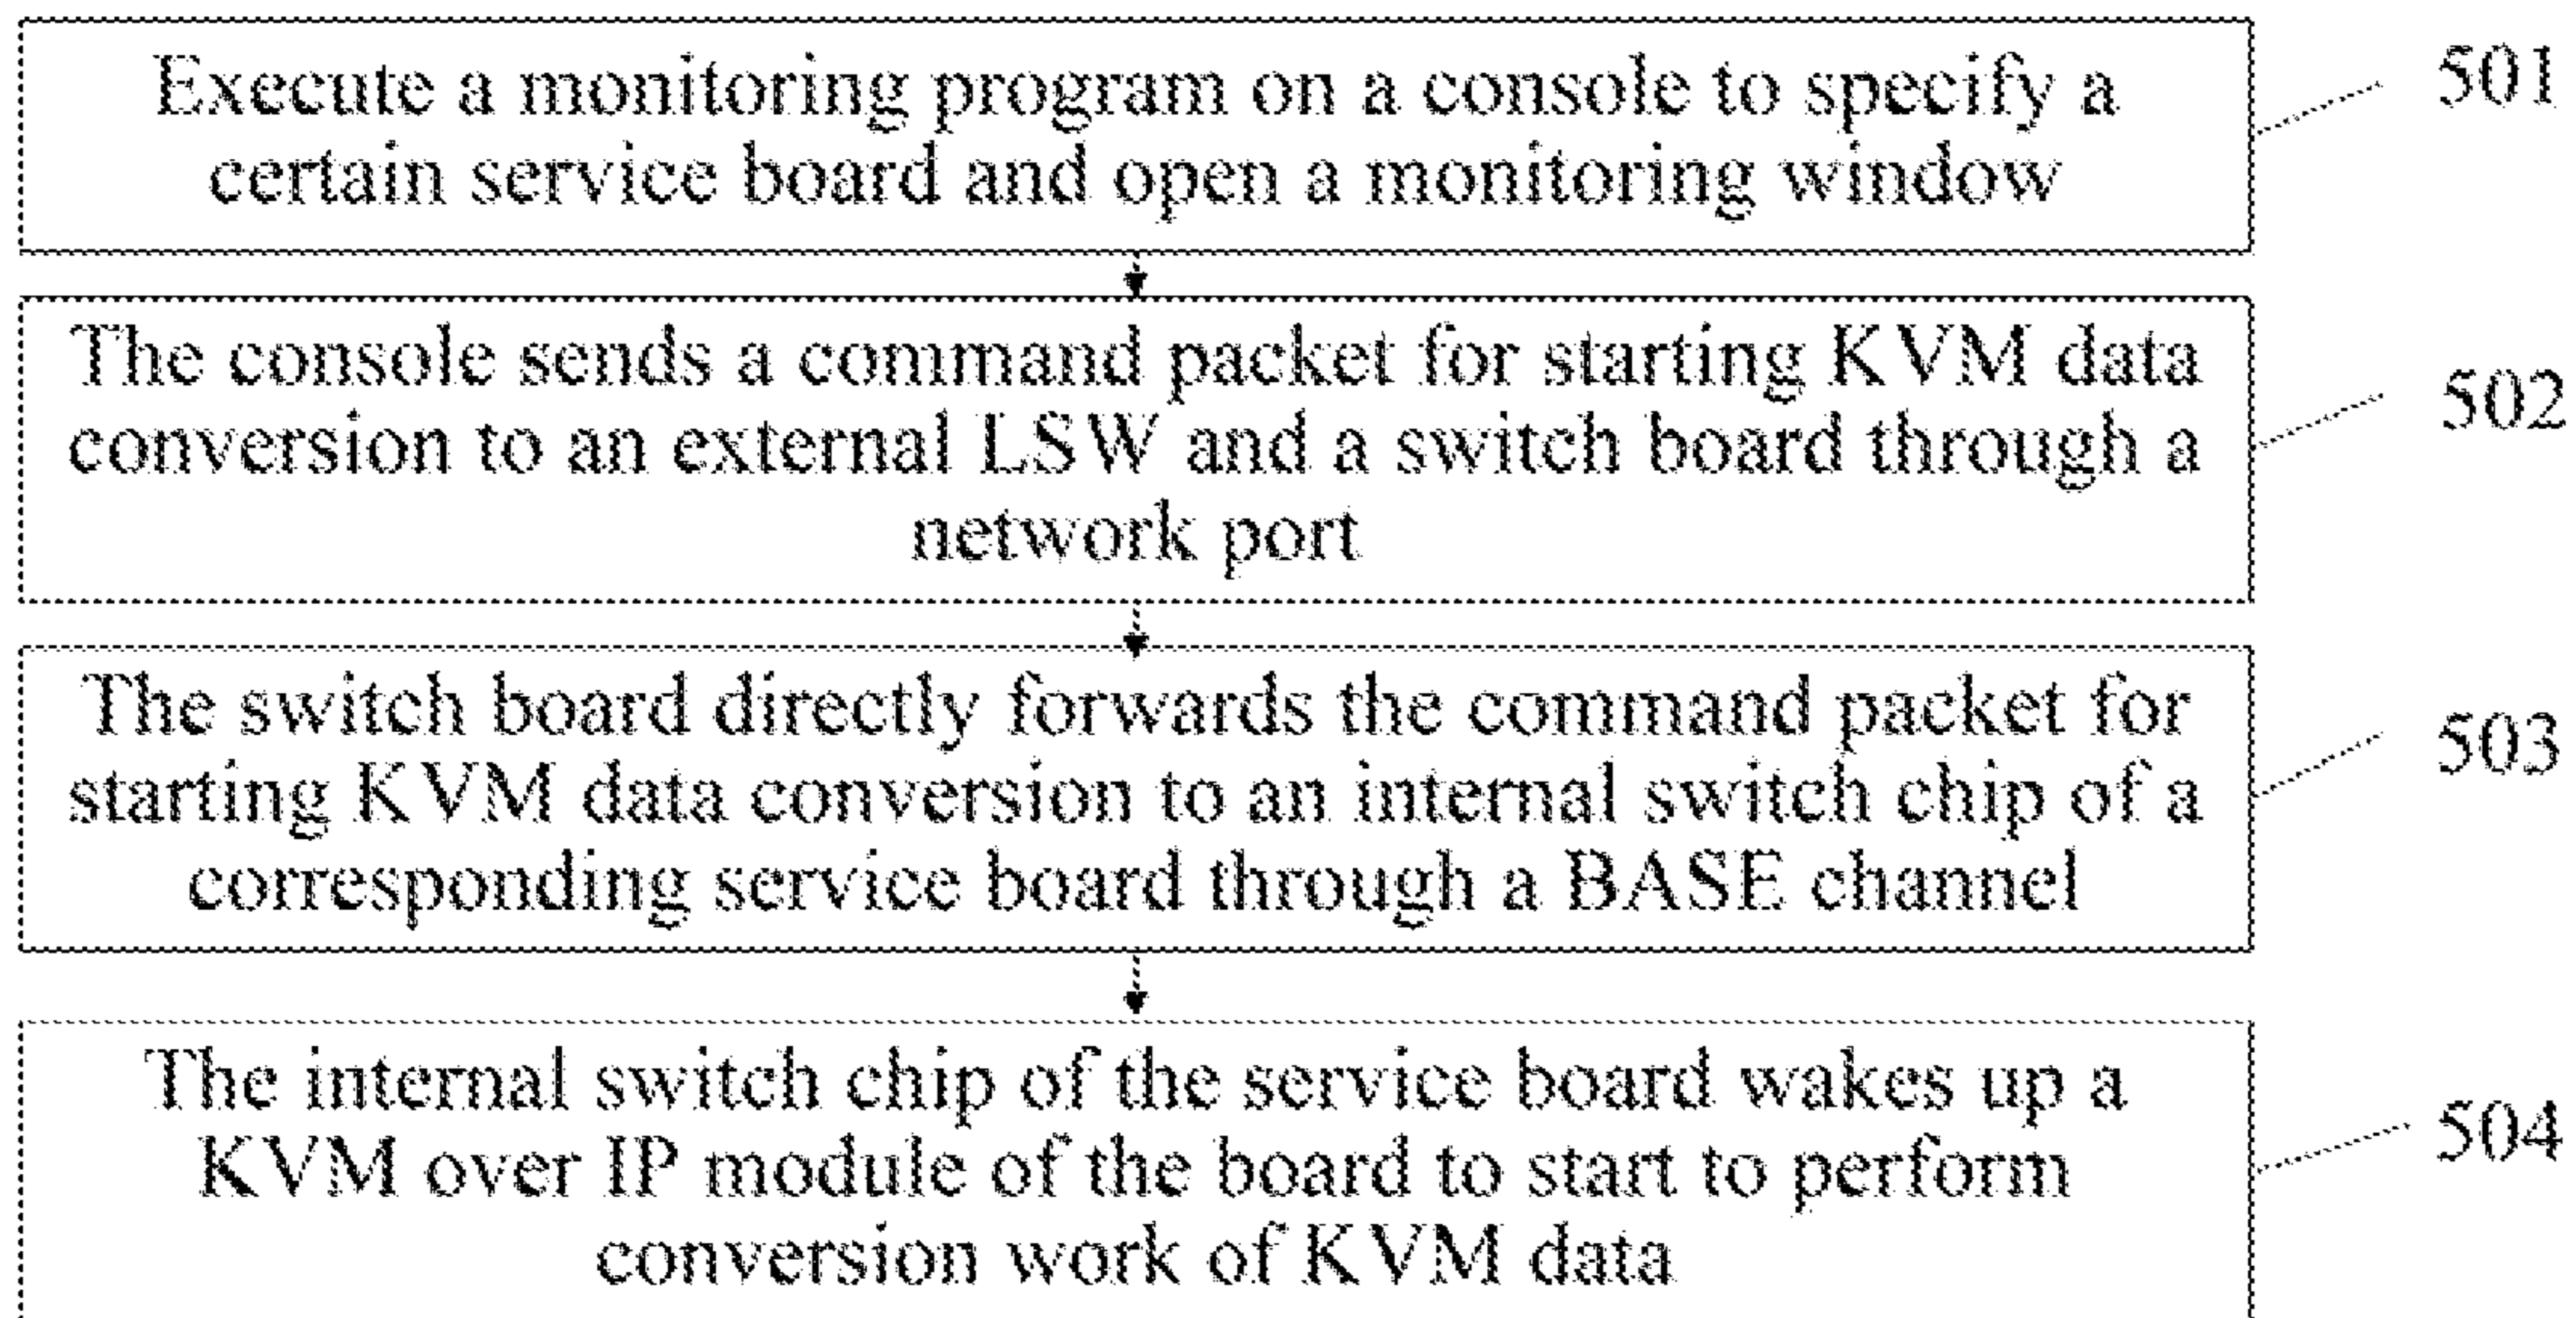 Execute a monitoring program on a console to specify a
certain service board and open a monitoring window
501
The console sends a command packet for starting KVM data
conversion to an external LSW and a switch board through a
network port
502
The switch board directly forwards the command packet for
starting KVM data conversion to an internal switch chip of a
corresponding service board through a BASE channel
503
The internal switch chip of the service board wakes up a
KVM over IP module of the board to start to perform
conversion work of KVM data
504